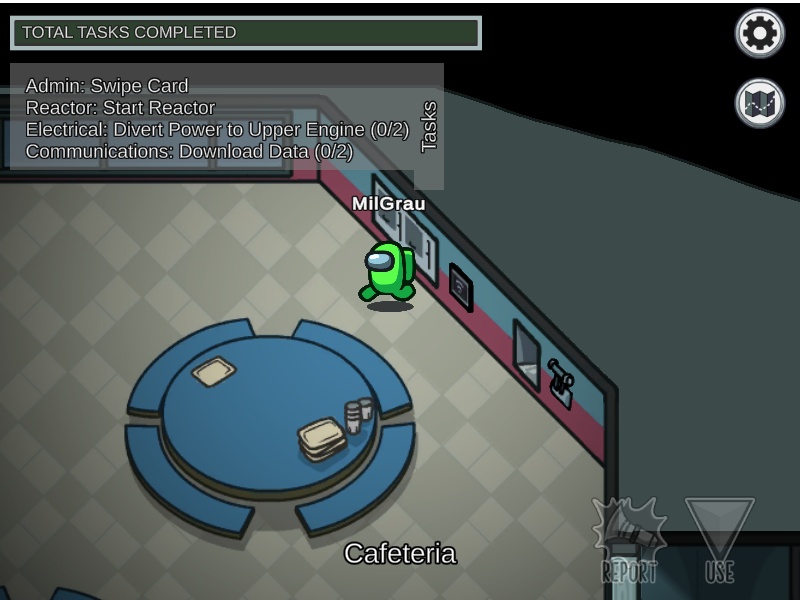 TOTAL TASKS COMPLETED
Admin: Swipe Card
Reactor: Start Reactor
Electrical: Divert Power to Upper Engine (0/2)
Communications: Download Data (0/2)
Tasks
MilGrau
Cafeteria
REPORT
USE